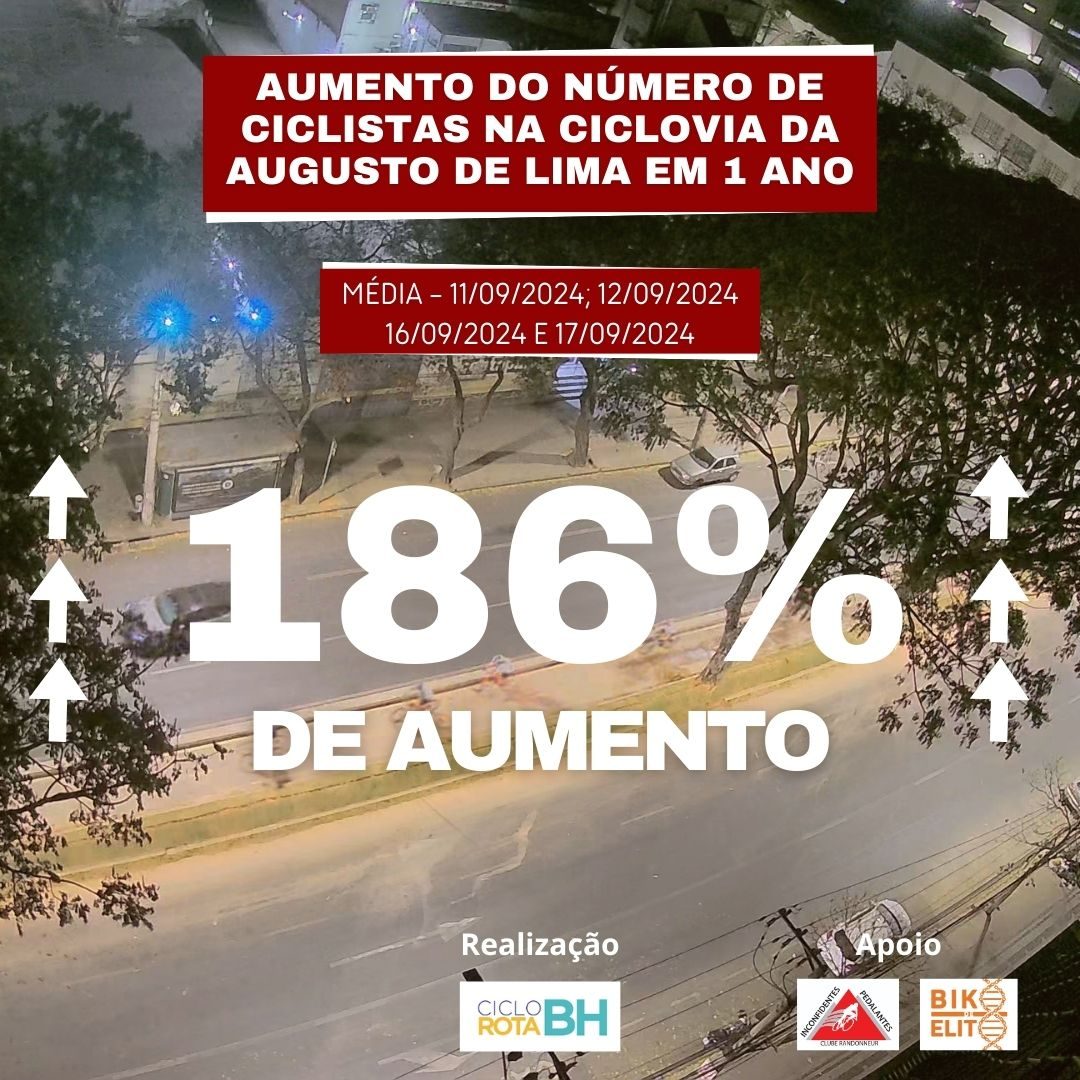 AUMENTO DO NÚMERO DE
CICLISTAS NA CICLOVIA DA
AUGUSTO DE LIMA EM 1 ANO
MÉDIA – 11/09/2024; 12/09/2024
16/09/2024 E 17/09/2024
186%
DE AUMENTO
Realização
Apoio
CICLO
ROTA BH
INCONFIDENTES
PEDALANTES
CLUBE RANDONNEUR
BIK
ELIT